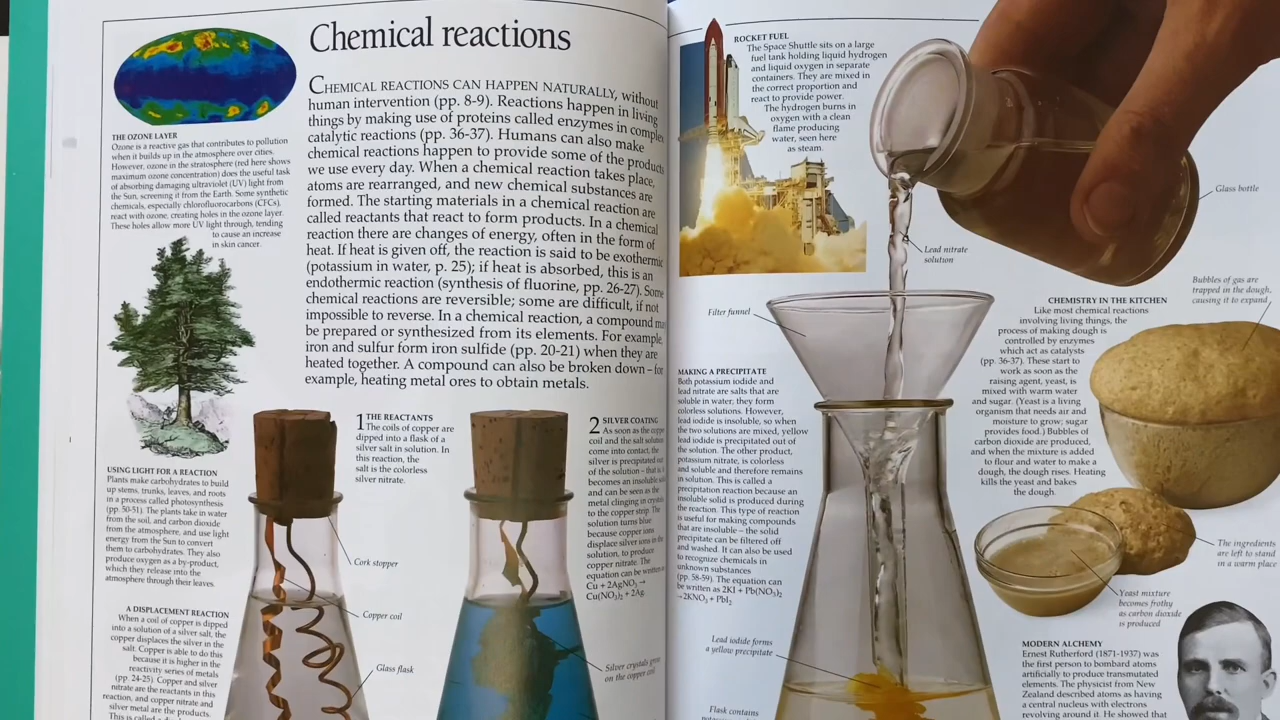 Chemical reactions
CHEMICAL REACTIONS CAN HAPPEN NATURALLY, without
human intervention (pp. 8-9). Reactions happen in living
things by making use of proteins called enzymes in complex
catalytic reactions (pp. 36-37). Humans can also make
chemical reactions happen to provide some of the products
we use every day. When a chemical reaction takes place,
atoms are rearranged, and new chemical substances are
formed. The starting materials in a chemical reaction are
called reactants that react to form products. In a chemical
reaction there are changes of energy, often in the form of
heat. If heat is given off, the reaction is said to be exothermic
(potassium in water, p. 25); if heat is absorbed, this is an
endothermic reaction (synthesis of fluorine, pp. 26-27). Some
chemical reactions are reversible; some are difficult, if not
impossible to reverse. In a chemical reaction, a compound
be prepared or synthesized from its elements. For example,
iron and sulfur form iron sulfide (pp. 20-21) when they are
heated together. A compound can also be broken down – for
example, heating metal ores to obtain metals.
THE OZONE LAYER
Ozone is a reactive gas that contributes to pollution
when it builds up in the atmosphere over cities.
However, ozone in the stratosphere (red here shows
maximum ozone concentration) does the useful task
of absorbing damaging ultraviolet (UV) light from
the Sun, screening it from the Earth. Some synthetic
chemicals, especially chlorofluorocarbons (CFCs),
react with ozone, creating holes in the ozone layer.
These holes allow more UV light through, tending
to cause an increase
in skin cancer.
USING LIGHT FOR A REACTION
Plants make carbohydrates to build
up stems, trunks, leaves, and roots
in a process called photosynthesis
(pp. 50-51). The plants take in water
from the soil, and carbon dioxide
from the atmosphere, and use light
energy from the Sun to convert
them to carbohydrates. They also
produce oxygen as a by-product,
which they release into the
atmosphere through their leaves.
A DISPLACEMENT REACTION
When a coil of copper is dipped
into a solution of a silver salt, the
copper displaces the silver in the
salt. Copper is able to do this
because it is higher in the
reactivity series of metals
(pp. 24-25). Copper and silver
nitrate are the reactants in this
reaction, and copper nitrate and
silver metal are the products.
This is called a
1 THE REACTANTS
The coils of copper are
dipped into a flask of a
silver salt in solution. In
this reaction, the
salt is the colorless
silver nitrate.
Cork stopper
Copper coil
Glass flask
2 SILVER COATING
As soon as the copper
coil and the salt solution
come into contact, the
silver is precipitated out
of the solution – that is it
becomes an insoluble solid
and can be seen as the
metal clinging in crystals
to the copper strip. The
solution turns blue
because copper ions
displace silver ions in the
solution, to produce
copper nitrate. The
equation can be written as
Cu + 2AgNO₃ →
Cu(NO₃)₂ + 2Ag.
Silver crystals grow
on the copper coil
ROCKET FUEL
The Space Shuttle sits on a large
fuel tank holding liquid hydrogen
and liquid oxygen in separate
containers. They are mixed in
the correct proportion and
react to provide power.
The hydrogen burns in
oxygen with a clean
flame producing
water, seen here
as steam.
Glass bottle
Lead nitrate
solution
Filter funnel
MAKING A PRECIPITATE
Both potassium iodide and
lead nitrate are salts that are
soluble in water; they form
colorless solutions. However,
lead iodide is insoluble, so when
the two solutions are mixed, yellow
lead iodide is precipitated out of
the solution. The other product,
potassium nitrate, is colorless
and soluble and therefore remains
in solution. This is called a
precipitation reaction because an
insoluble solid is produced during
the reaction. This type of reaction
is useful for making compounds
that are insoluble – the solid
precipitate can be filtered off
and washed. It can also be used
to recognize chemicals in
unknown substances
(pp. 58-59). The equation can
be written as 2KI + Pb(NO₃)₂
→2KNO₃ + PbI₂
Lead iodide forms
a yellow precipitate
Flask contains
CHEMISTRY IN THE KITCHEN
Like most chemical reactions
involving living things, the
process of making dough is
controlled by enzymes
which act as catalysts
(pp. 36-37). These start to
work as soon as the
raising agent, yeast, is
mixed with warm water
and sugar. (Yeast is a living
organism that needs air and
moisture to grow; sugar
provides food.) Bubbles of
carbon dioxide are produced,
and when the mixture is added
to flour and water to make a
dough, the dough rises. Heating
kills the yeast and bakes
the dough.
Bubbles of gas are
trapped in the dough,
causing it to expand
The ingredients
are left to stand
in a warm place
Yeast mixture
becomes frothy
as carbon dioxide
is produced
MODERN ALCHEMY
Ernest Rutherford (1871-1937) was
the first person to bombard atoms
artificially to produce transmutated
elements. The physicist from New
Zealand described atoms as having
a central nucleus with electrons
revolving around it. He showed that